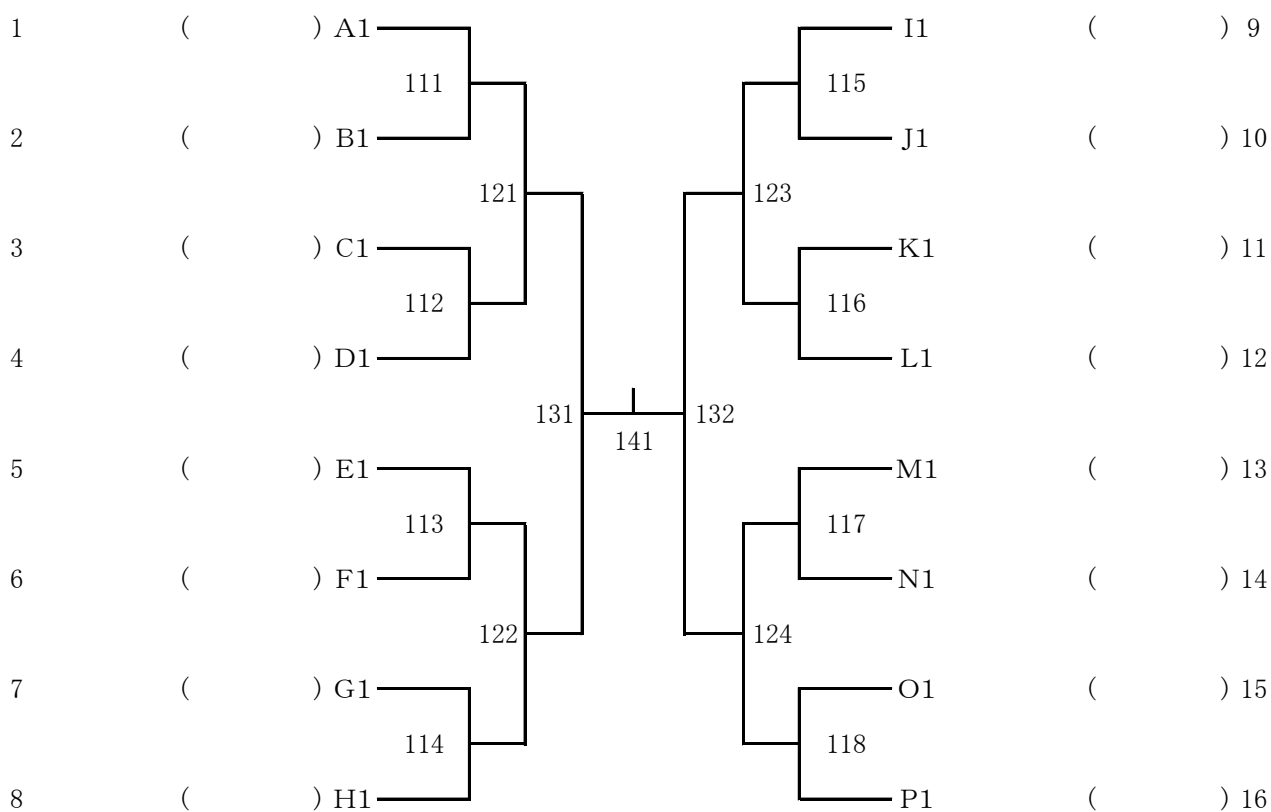 1 ( ) A1 I1 ( ) 9
111 115
2 ( ) B1 J1 ( ) 10
121 123
3 ( ) C1 K1 ( ) 11
112 116
4 ( ) D1 L1 ( ) 12
131 132
141
5 ( ) E1 M1 ( ) 13
113 117
6 ( ) F1 N1 ( ) 14
122 124
7 ( ) G1 O1 ( ) 15
114 118
8 ( ) H1 P1 ( ) 16